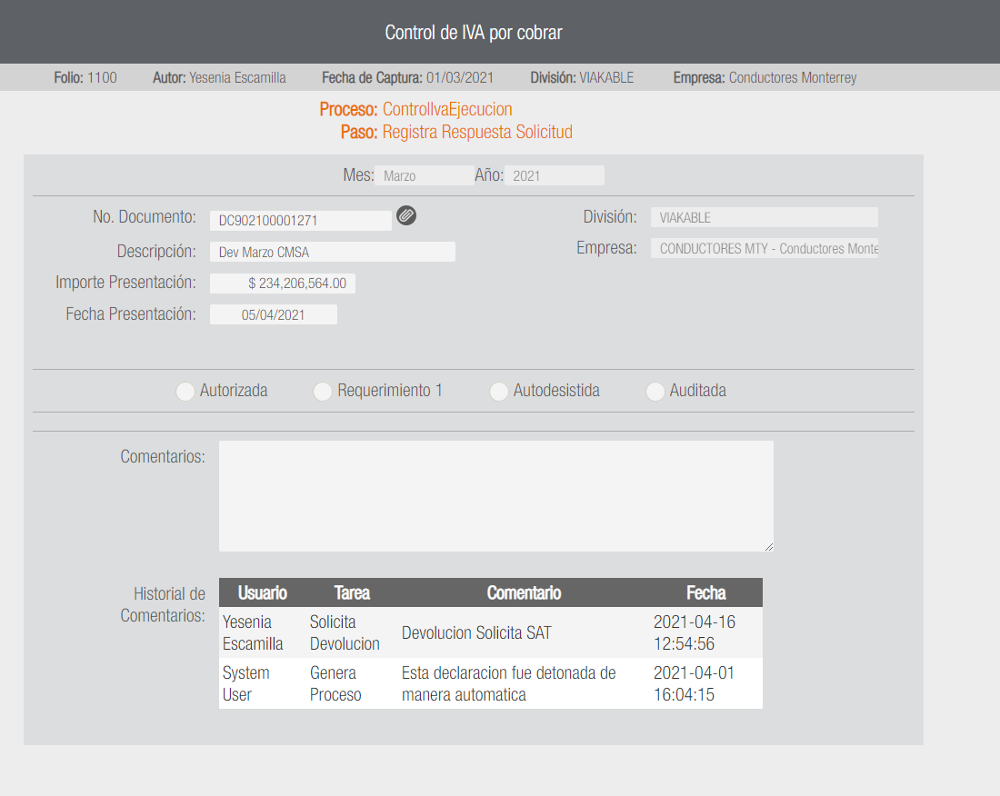 Control de IVA por cobrar
Folio: 1100 Autor: Yesenia Escamilla Fecha de Captura: 01/03/2021 División: VIAKABLE Empresa: Conductores Monterrey
Proceso: ControlIvaEjecucion
Paso: Registra Respuesta Solicitud
Mes: Marzo Año: 2021
No. Documento: DC902100001271 División: VIAKABLE
Descripción: Dev Marzo CMSA Empresa: CONDUCTORES MTY - Conductores Monte
Importe Presentación: $ 234,206,564.00
Fecha Presentación: 05/04/2021
Autorizada Requerimiento 1 Autodesistida Auditada
Comentarios:
Historial de Comentarios:
Usuario Tarea Comentario Fecha
Yesenia Escamilla Solicita Devolucion Devolucion Solicita SAT 2021-04-16 12:54:56
System User Genera Proceso Esta declaracion fue detonada de manera automatica 2021-04-01 16:04:15